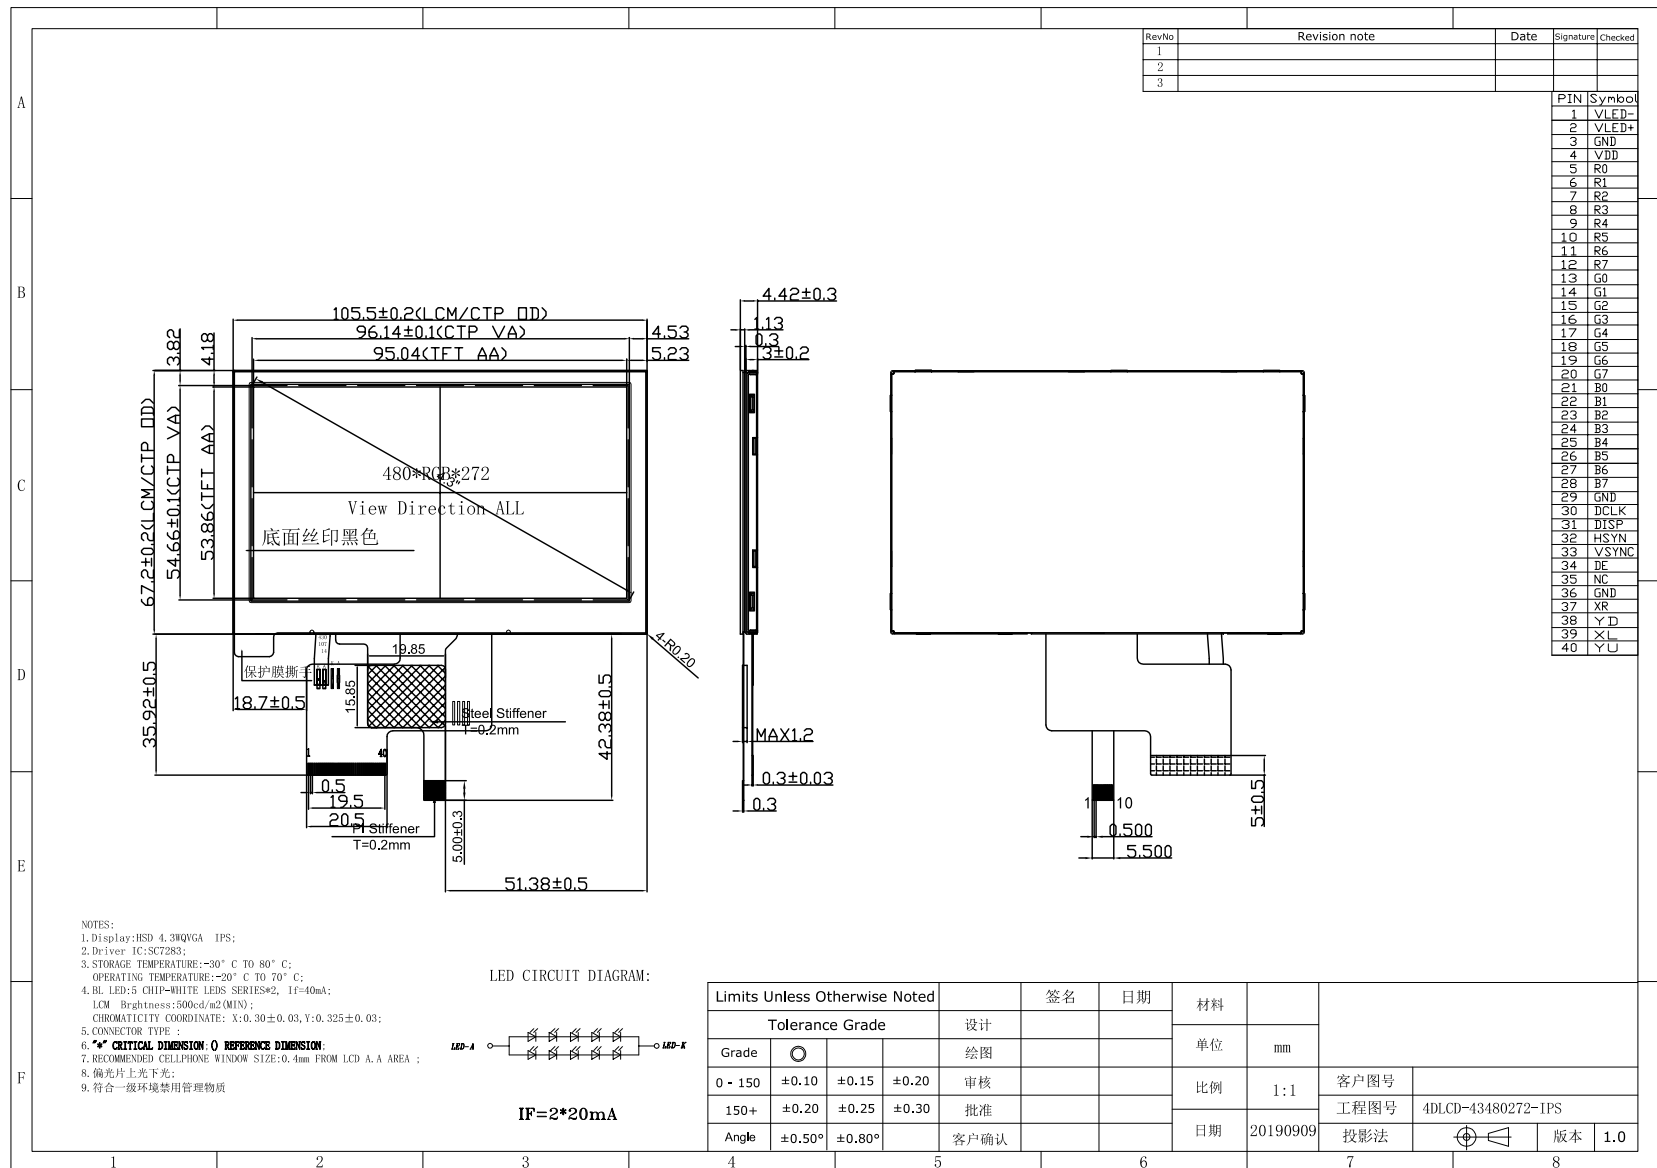 RevNo Revision note Date Signature Checked
1
2
3
PIN Symbol
1 VLED-
2 VLED+
3 GND
4 VDD
5 R0
6 R1
7 R2
8 R3
9 R4
10 R5
11 R6
12 R7
13 G0
14 G1
15 G2
16 G3
17 G4
18 G5
19 G6
20 G7
21 B0
22 B1
23 B2
24 B3
25 B4
26 B5
27 B6
28 B7
29 GND
30 DCLK
31 DISP
32 HSYN
33 VSYNC
34 DE
35 NC
36 GND
37 XR
38 YD
39 XL
40 YU
A
B
C
D
E
F
105.5±0.2(LCM/CTP OD)
96.14±0.1(CTP VA)
95.04(TFT AA)
4.53
5.23
3.82
4.18
67.2±0.2(LCM/CTP OD)
54.66±0.1(CTP VA)
53.86(TFT AA)
480*RGB*272
View Direction ALL
底面丝印黑色
4.42±0.3
1.13
0.3
3±0.2
4-R0.20
保护膜撕手
18.7±0.5
35.92±0.5
19.85
15.85
Steel Stiffener
T=0.2mm
42.38±0.5
1 40
0.5
19.5
20.5
PI Stiffener
T=0.2mm
5.00±0.3
51.38±0.5
MAX1.2
0.3±0.03
0.3
1 10
0.500
5.500
5±0.5
NOTES:
1.Display:HSD 4.3WQVGA IPS;
2.Driver IC:SC7283;
3.STORAGE TEMPERATURE:-30° C TO 80° C;
OPERATING TEMPERATURE:-20° C TO 70° C;
4.BL LED:5 CHIP-WHITE LEDS SERIES*2, If=40mA;
LCM Brghtness:500cd/m2(MIN);
CHROMATICITY COORDINATE: X:0.30±0.03,Y:0.325±0.03;
5.CONNECTOR TYPE :
6."*" CRITICAL DIMENSION; () REFERENCE DIMENSION;
7.RECOMMENDED CELLPHONE WINDOW SIZE:0.4mm FROM LCD A.A AREA ;
8.偏光片上光下光;
9.符合一级环境禁用管理物质
LED CIRCUIT DIAGRAM:
LED-A LED-K
IF=2*20mA
Limits Unless Otherwise Noted 签名 日期
Tolerance Grade 设计
Grade 绘图
0 - 150 ±0.10 ±0.15 ±0.20 审核
150+ ±0.20 ±0.25 ±0.30 批准
Angle ±0.50° ±0.80° 客户确认
材料
单位 mm
比例 1:1
日期 20190909
客户图号
工程图号 4DLCD-43480272-IPS
投影法 版本 1.0
1 2 3 4 5 6 7 8